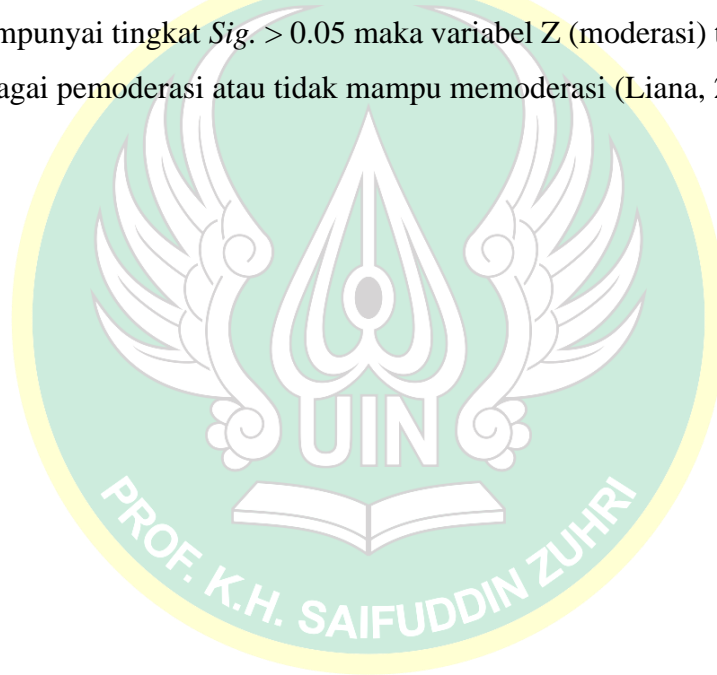 mpunyai tingkat Sig. > 0.05 maka variabel Z (moderasi) t
agai pemoderasi atau tidak mampu memoderasi (Liana, 2
UIN
PROF. K.H. SAIFUDDIN ZUHRI